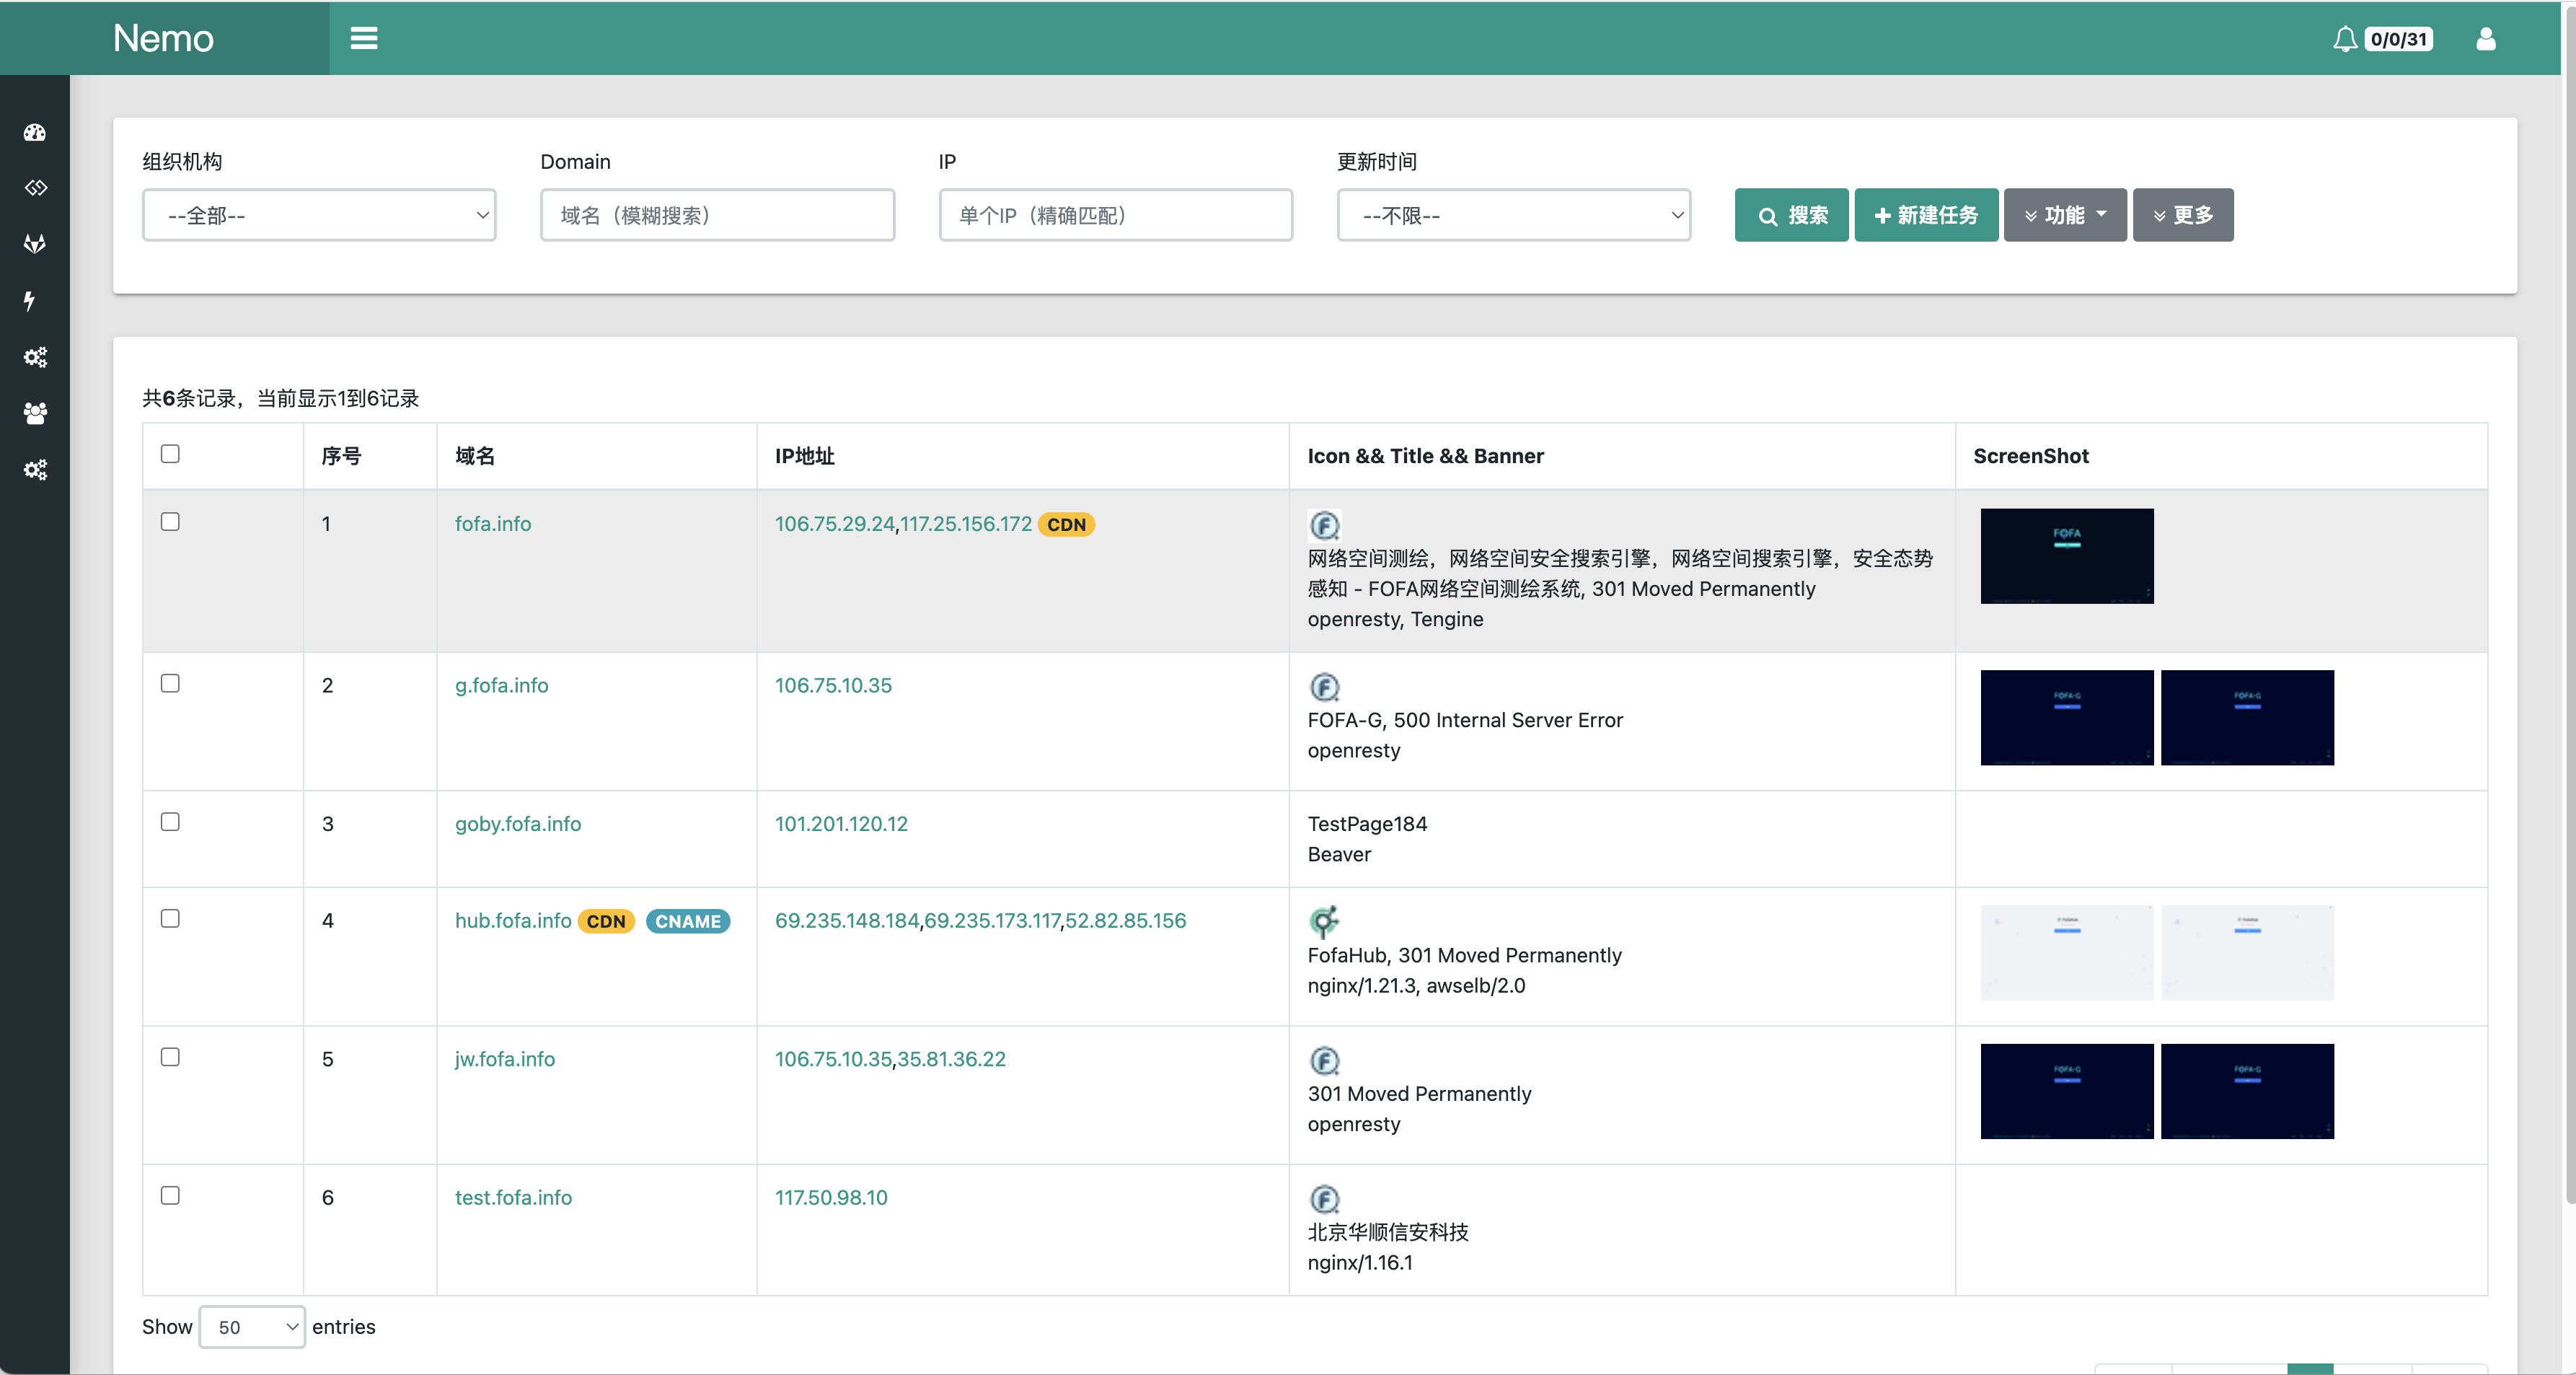 Nemo
0/0/31
组织机构
Domain
IP
更新时间
--全部--
域名（模糊搜索）
单个IP（精确匹配）
--不限--
搜索
新建任务
功能
更多
共6条记录，当前显示1到6记录
序号
域名
IP地址
Icon && Title && Banner
ScreenShot
1
fofa.info
106.75.29.24,117.25.156.172 CDN
网络空间测绘，网络空间安全搜索引擎，网络空间搜索引擎，安全态势
感知 - FOFA网络空间测绘系统, 301 Moved Permanently
openresty, Tengine
FOFA
2
g.fofa.info
106.75.10.35
FOFA-G, 500 Internal Server Error
openresty
FOFA-G
FOFA-G
3
goby.fofa.info
101.201.120.12
TestPage184
Beaver
4
hub.fofa.info CDN CNAME
69.235.148.184,69.235.173.117,52.82.85.156
FofaHub, 301 Moved Permanently
nginx/1.21.3, awselb/2.0
5
jw.fofa.info
106.75.10.35,35.81.36.22
301 Moved Permanently
openresty
FOFA-G
FOFA-G
6
test.fofa.info
117.50.98.10
北京华顺信安科技
nginx/1.16.1
Show 50 entries